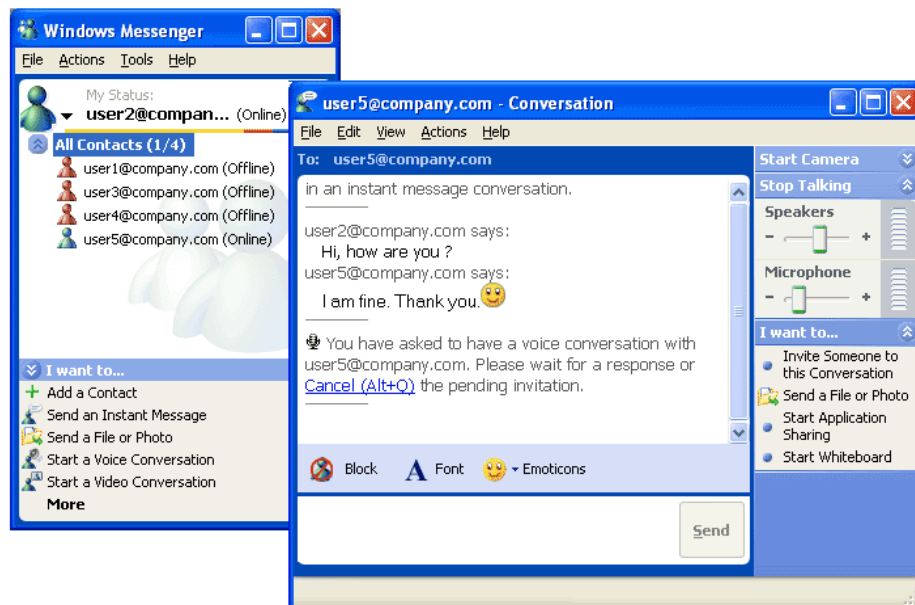 Windows Messenger
File Actions Tools Help
My Status:
user2@compan... (Online)
All Contacts (1/4)
user1@company.com (Offline)
user3@company.com (Offline)
user4@company.com (Offline)
user5@company.com (Online)
I want to...
Add a Contact
Send an Instant Message
Send a File or Photo
Start a Voice Conversation
Start a Video Conversation
More
user5@company.com - Conversation
File Edit View Actions Help
To: user5@company.com
in an instant message conversation.
user2@company.com says:
Hi, how are you ?
user5@company.com says:
I am fine. Thank you.
You have asked to have a voice conversation with
user5@company.com. Please wait for a response or
Cancel (Alt+Q) the pending invitation.
Block A Font Emoticons
Send
Start Camera
Stop Talking
Speakers
- +
Microphone
- +
I want to...
Invite Someone to
this Conversation
Send a File or Photo
Start Application
Sharing
Start Whiteboard